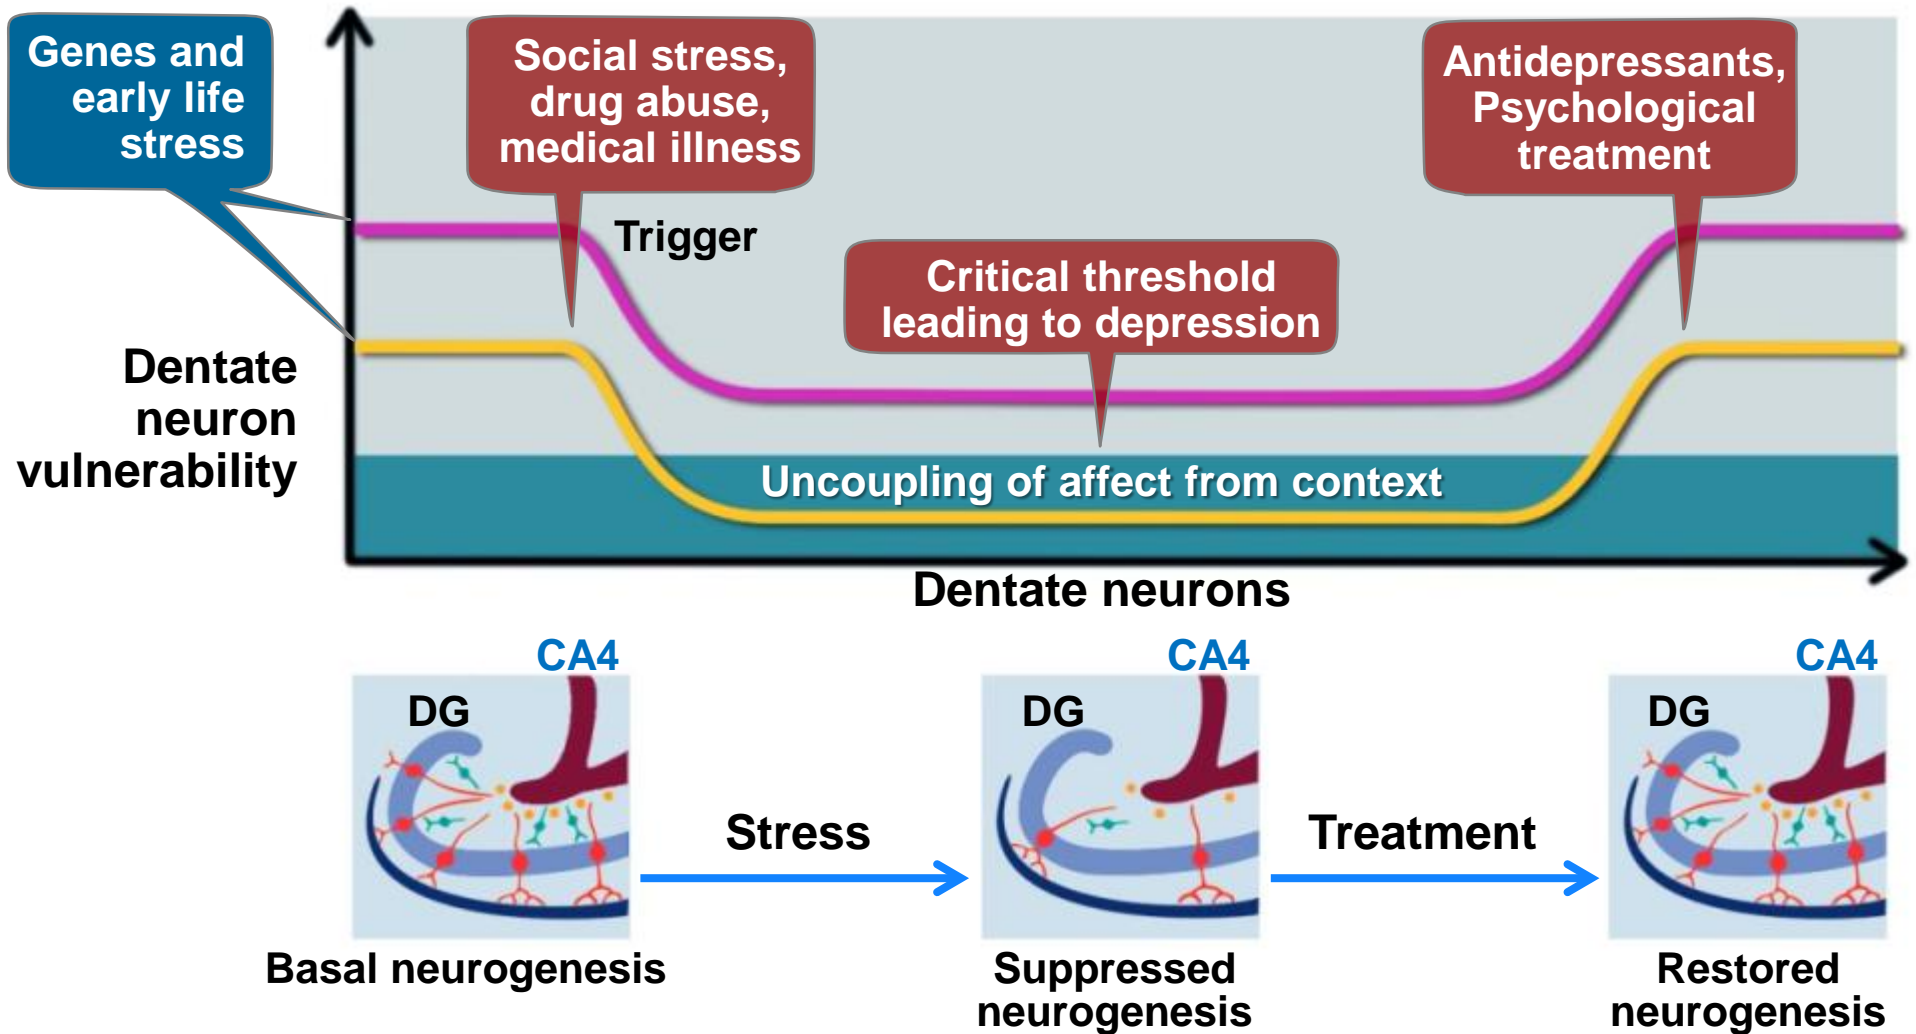 Genes and
early life
stress
Social stress,
drug abuse,
medical illness
Antidepressants,
Psychological
treatment
Trigger
Critical threshold
leading to depression
Dentate
neuron
vulnerability
Uncoupling of affect from context
Dentate neurons
CA4
CA4
CA4
DG
DG
DG
Stress
Treatment
Basal neurogenesis
Suppressed
neurogenesis
Restored
neurogenesis